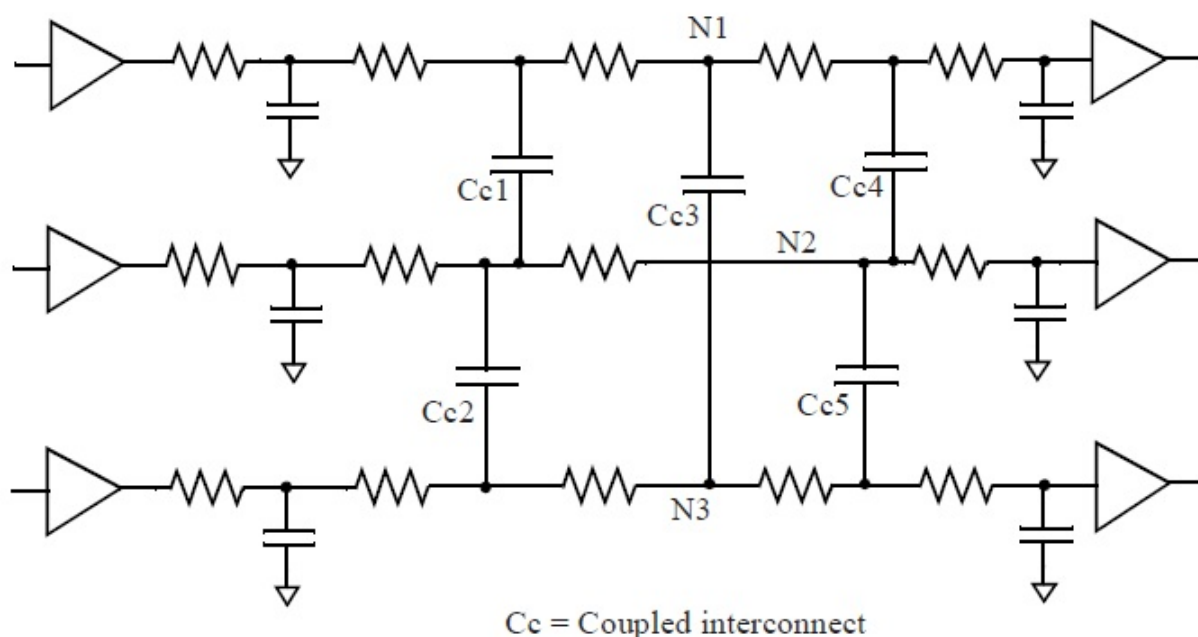 N1
Cc1
Cc3
Cc4
N2
Cc2
Cc5
N3
Cc = Coupled interconnect